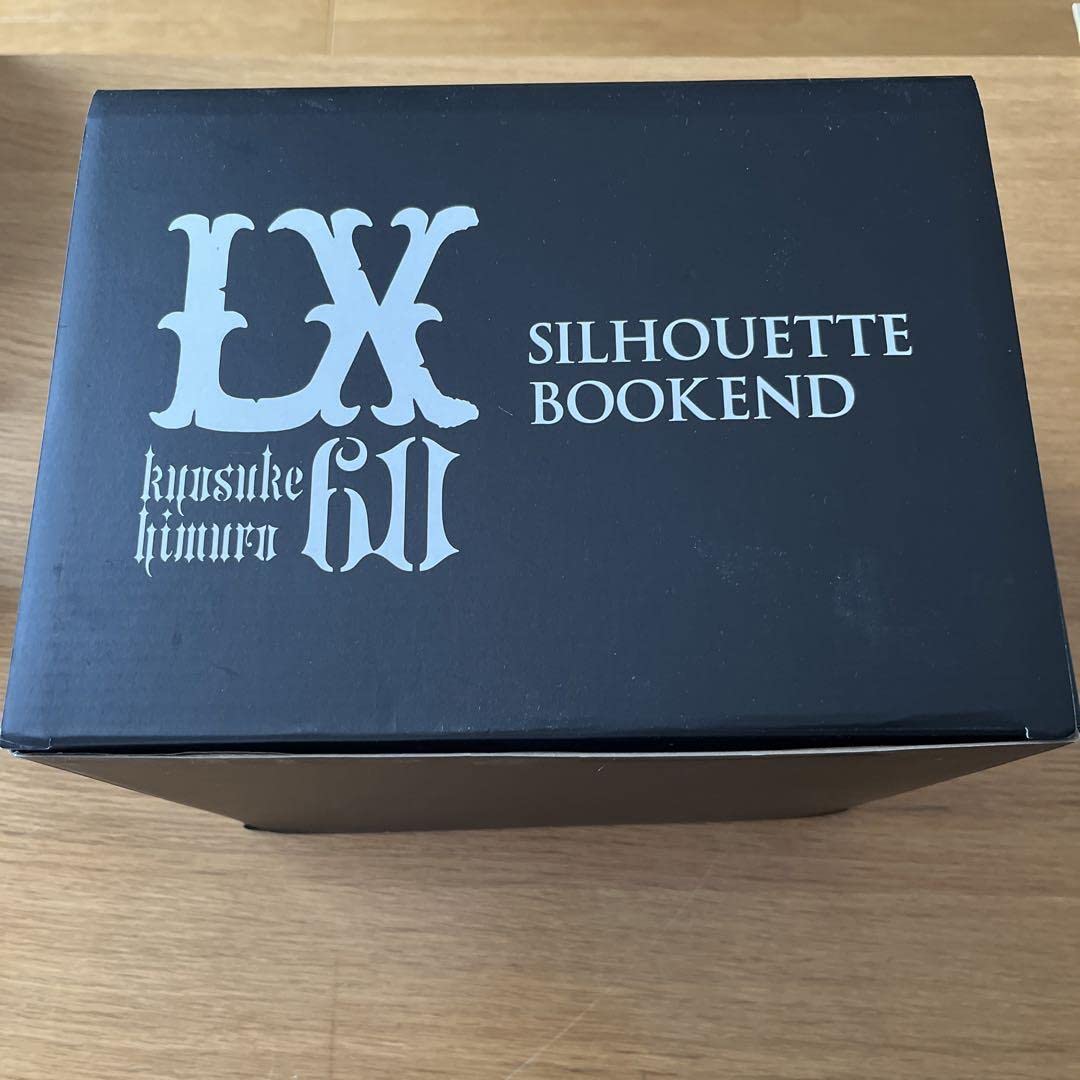 LX
kyosuke
himuro
60
SILHOUETTE
BOOKEND